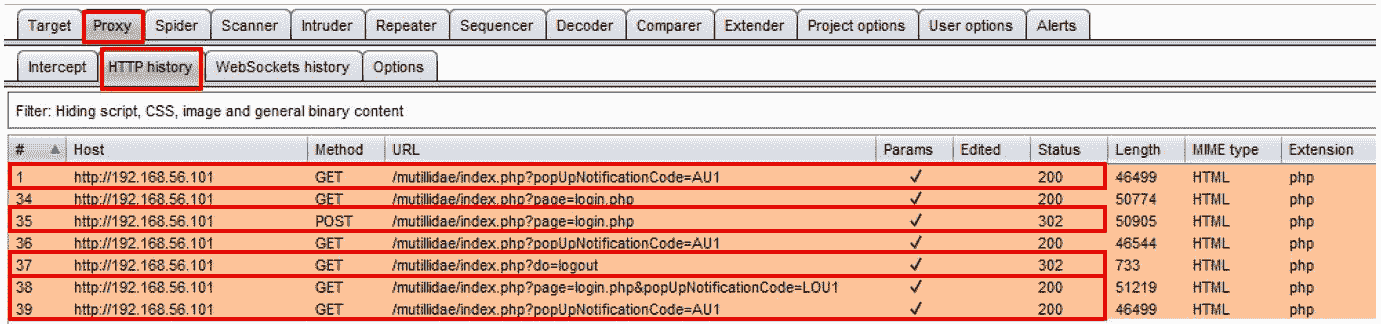 Target Proxy Spider Scanner Intruder Repeater Sequencer Decoder Comparer Extender Project options User options Alerts
Intercept HTTP history WebSockets history Options
Filter: Hiding script, CSS, image and general binary content
# Host Method URL Params Edited Status Length MIME type Extension
1 http://192.168.56.101 GET /mutillidae/index.php?popUpNotificationCode=AU1 ✓ 200 46499 HTML php
34 http://192.168.56.101 GET /mutillidae/index.php?page=login.php ✓ 200 50774 HTML php
35 http://192.168.56.101 POST /mutillidae/index.php?page=login.php ✓ 302 50905 HTML php
36 http://192.168.56.101 GET /mutillidae/index.php?popUpNotificationCode=AU1 ✓ 200 46544 HTML php
37 http://192.168.56.101 GET /mutillidae/index.php?do=logout ✓ 302 733 HTML php
38 http://192.168.56.101 GET /mutillidae/index.php?page=login.php&popUpNotificationCode=LOU1 ✓ 200 51219 HTML php
39 http://192.168.56.101 GET /mutillidae/index.php?popUpNotificationCode=AU1 ✓ 200 46499 HTML php